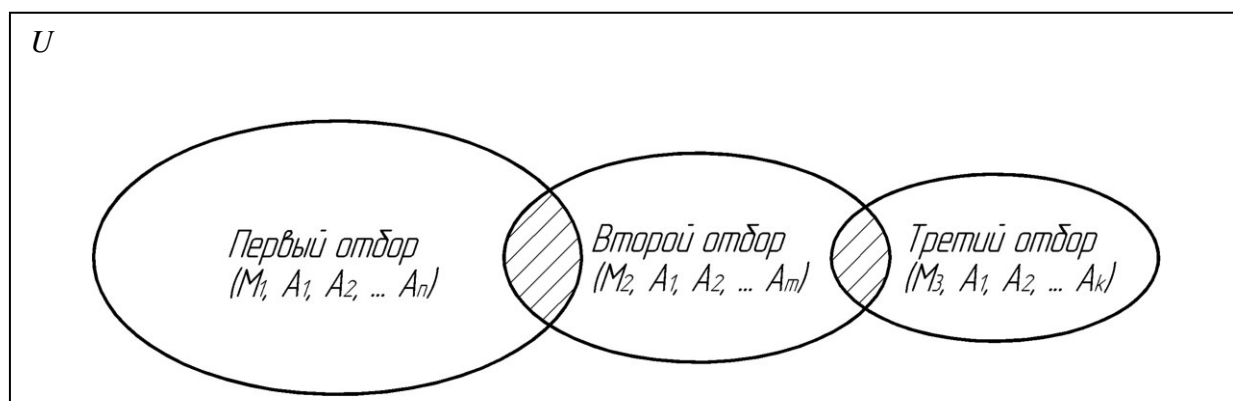 U
Первый отбор
(M₁, A₁, A₂, ... Aₙ)
Второй отбор
(M₂, A₁, A₂, ... Aₘ)
Третий отбор
(M₃, A₁, A₂, ... Aₖ)